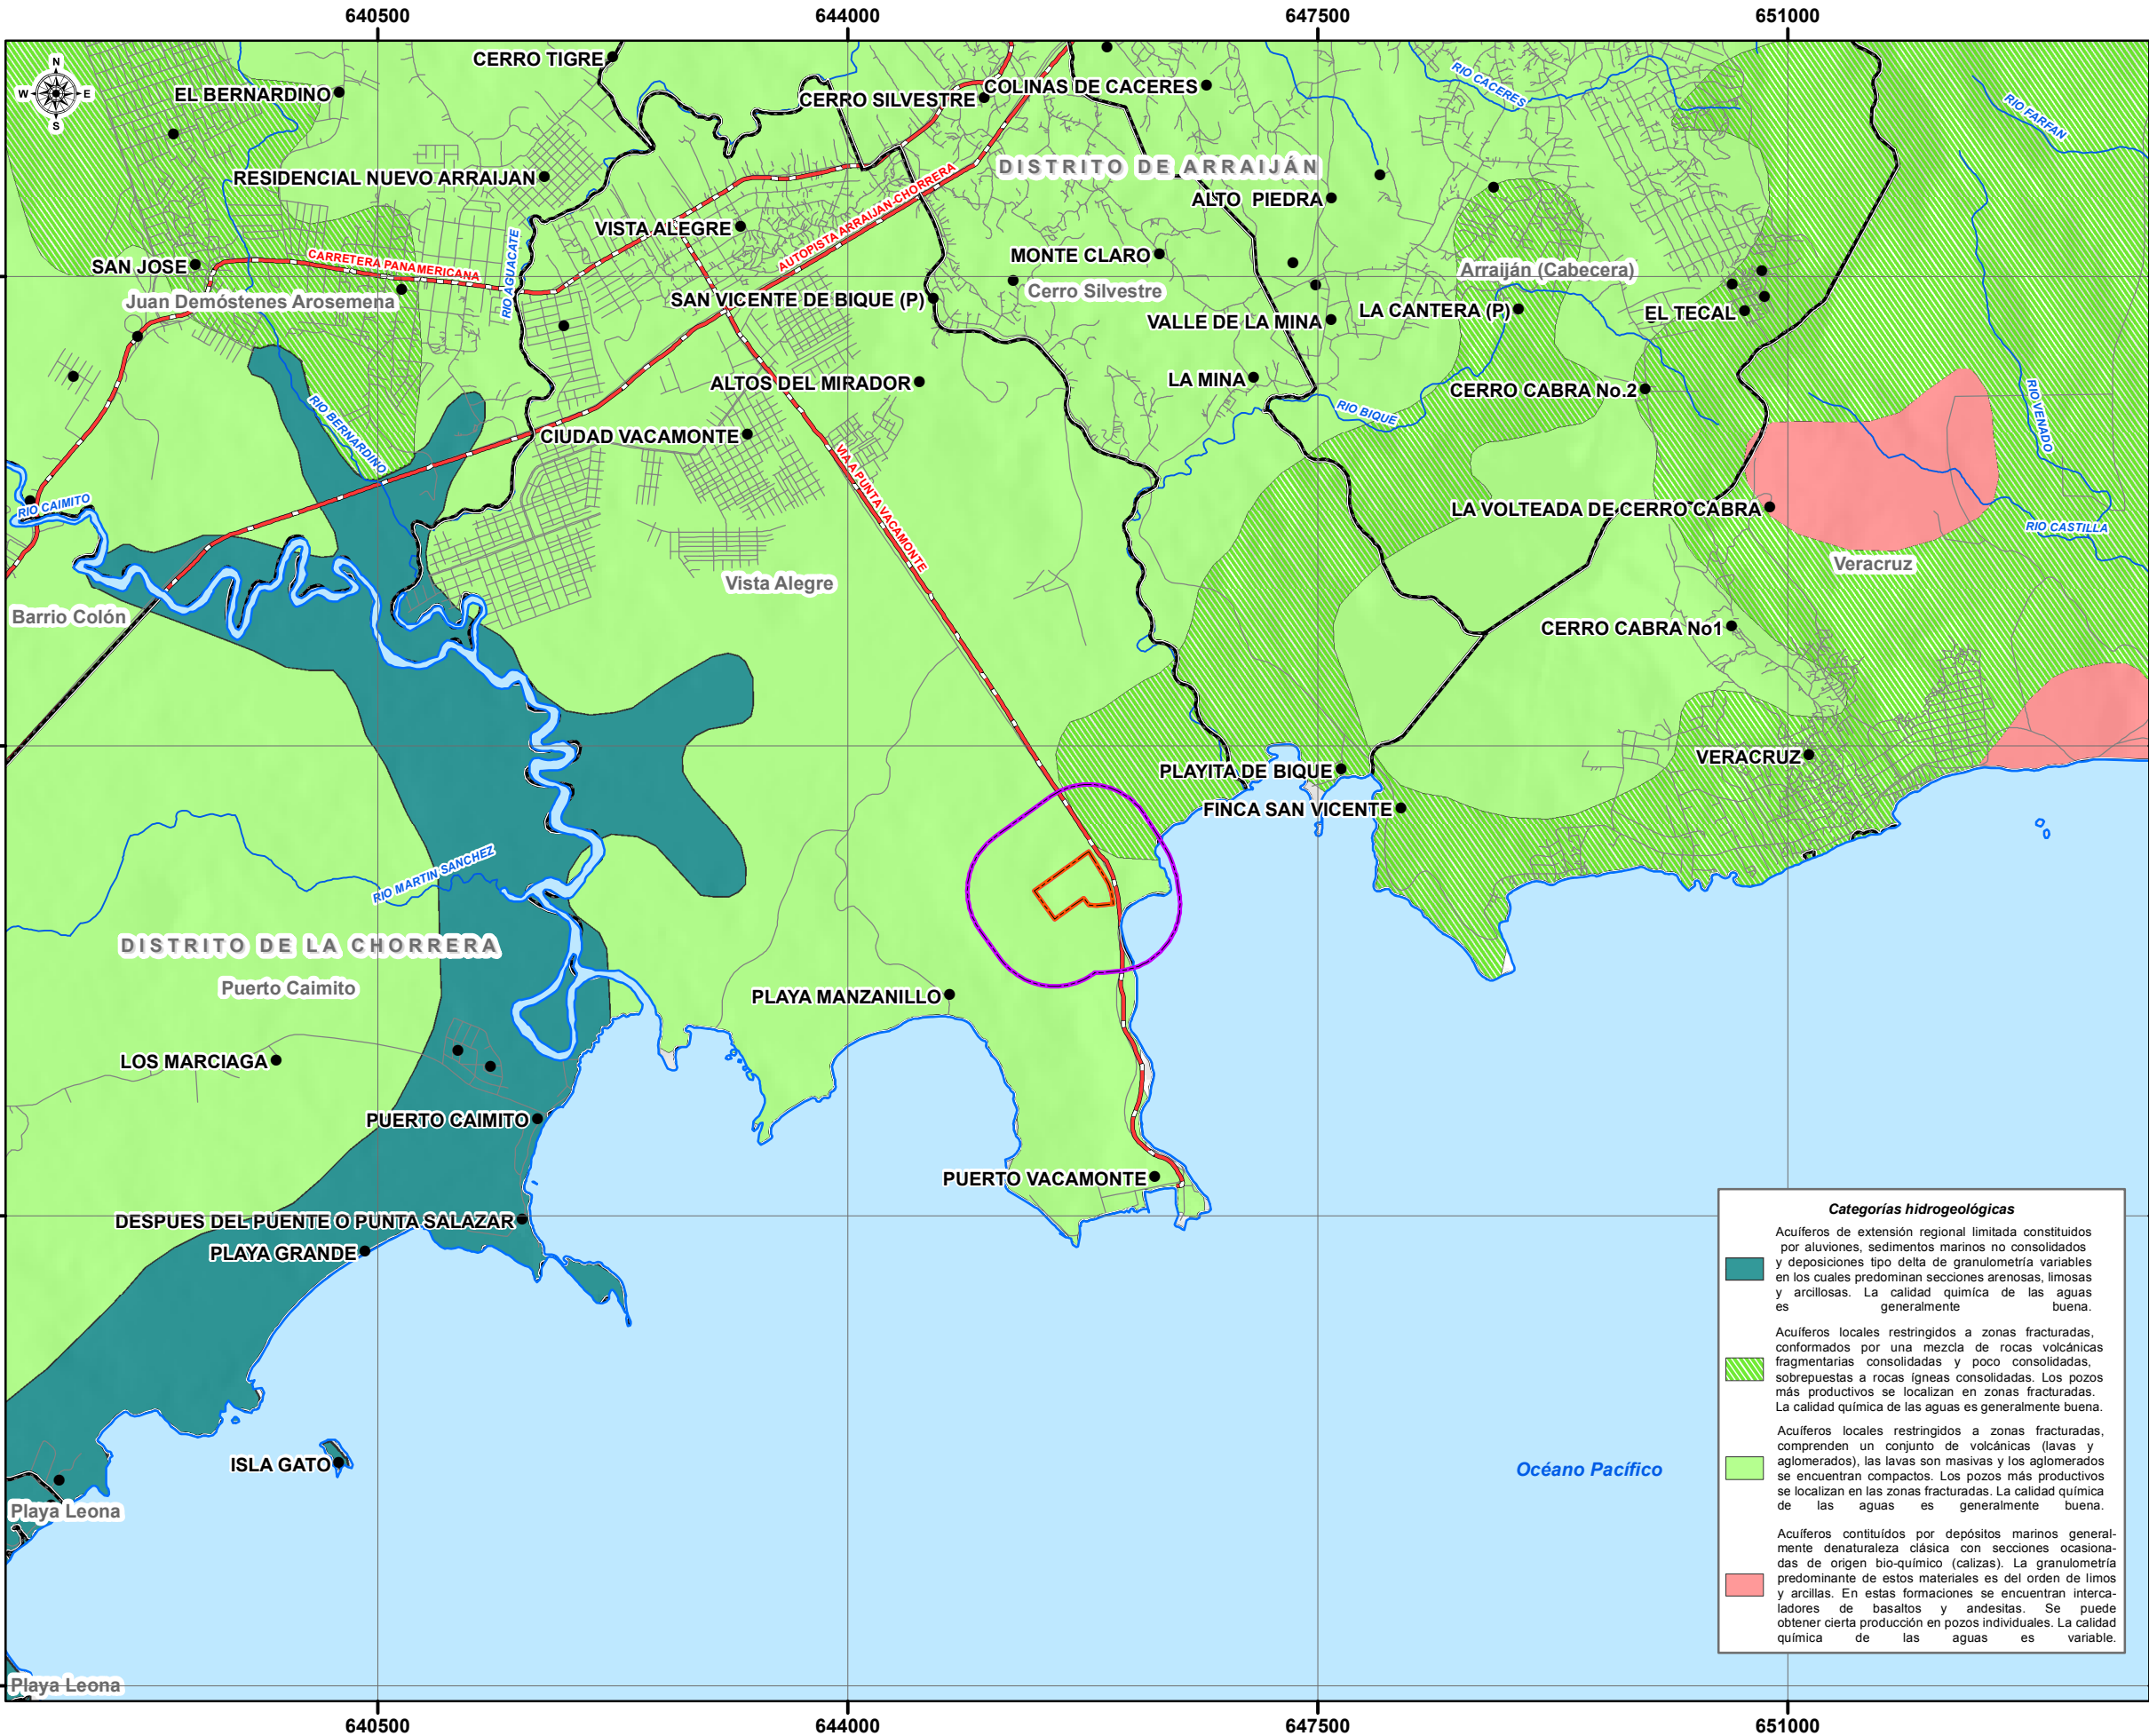 640500
644000
647500
651000
N
W
E
S
CERRO TIGRE
EL BERNARDINO
CERRO SILVESTRE
COLINAS DE CACERES
RIO CACERES
RIO FARFAN
DISTRITO DE ARRAIJÁN
RESIDENCIAL NUEVO ARRAIJAN
ALTO PIEDRA
AUTOPISTA ARRAIJAN-CHORRERA
VISTA ALEGRE
RIO AGUACATE
MONTE CLARO
SAN JOSE
CARRETERA PANAMERICANA
Arraiján (Cabecera)
Juan Demóstenes Arosemena
SAN VICENTE DE BIQUE (P)
Cerro Silvestre
VALLE DE LA MINA
LA CANTERA (P)
EL TECAL
ALTOS DEL MIRADOR
LA MINA
CERRO CABRA No.2
RIO BIQUE
RIO VENADO
RIO BERNARDINO
CIUDAD VACAMONTE
VIA A PUNTA VACAMONTE
RIO CAIMITO
LA VOLTEADA DE CERRO CABRA
RIO CASTILLA
Veracruz
Vista Alegre
Barrio Colón
CERRO CABRA No1
VERACRUZ
PLAYITA DE BIQUE
FINCA SAN VICENTE
RIO MARTIN SANCHEZ
DISTRITO DE LA CHORRERA
Puerto Caimito
PLAYA MANZANILLO
LOS MARCIAGA
PUERTO CAIMITO
PUERTO VACAMONTE
DESPUES DEL PUENTE O PUNTA SALAZAR
PLAYA GRANDE
ISLA GATO
Océano Pacífico
Playa Leona
Playa Leona
Categorías hidrogeológicas
Acuíferos de extensión regional limitada constituidos
por aluviones, sedimentos marinos no consolidados
y deposiciones tipo delta de granulometría variables
en los cuales predominan secciones arenosas, limosas
y arcillosas. La calidad quimíca de las aguas
es generalmente buena.
Acuíferos locales restringidos a zonas fracturadas,
conformados por una mezcla de rocas volcánicas
fragmentarias consolidadas y poco consolidadas,
sobrepuestas a rocas ígneas consolidadas. Los pozos
más productivos se localizan en zonas fracturadas.
La calidad química de las aguas es generalmente buena.
Acuíferos locales restringidos a zonas fracturadas,
comprenden un conjunto de volcánicas (lavas y
aglomerados), las lavas son masivas y los aglomerados
se encuentran compactos. Los pozos más productivos
se localizan en las zonas fracturadas. La calidad química
de las aguas es generalmente buena.
Acuíferos contituídos por depósitos marinos general-
mente denaturaleza clásica con secciones ocasiona-
das de origen bio-químico (calizas). La granulometría
predominante de estos materiales es del orden de limos
y arcillas. En estas formaciones se encuentran interca-
ladores de basaltos y andesitas. Se puede
obtener cierta producción en pozos individuales. La calidad
química de las aguas es variable.
640500
644000
647500
651000